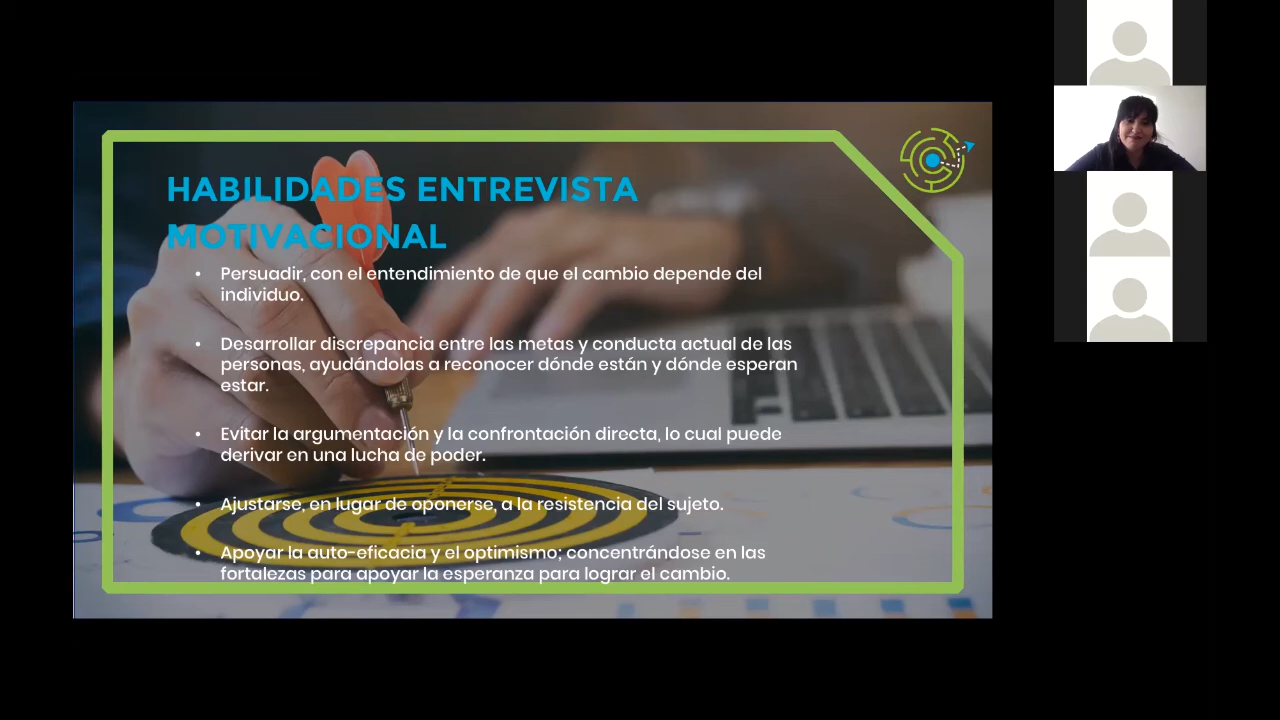 HABILIDADES ENTREVISTA
MOTIVACIONAL
• Persuadir, con el entendimiento de que el cambio depende del
individuo.
• Desarrollar discrepancia entre las metas y conducta actual de las
personas, ayudándolas a reconocer dónde están y dónde esperan
estar.
• Evitar la argumentación y la confrontación directa, lo cual puede
derivar en una lucha de poder.
• Ajustarse, en lugar de oponerse, a la resistencia del sujeto.
• Apoyar la auto-eficacia y el optimismo; concentrándose en las
fortalezas para apoyar la esperanza para lograr el cambio.